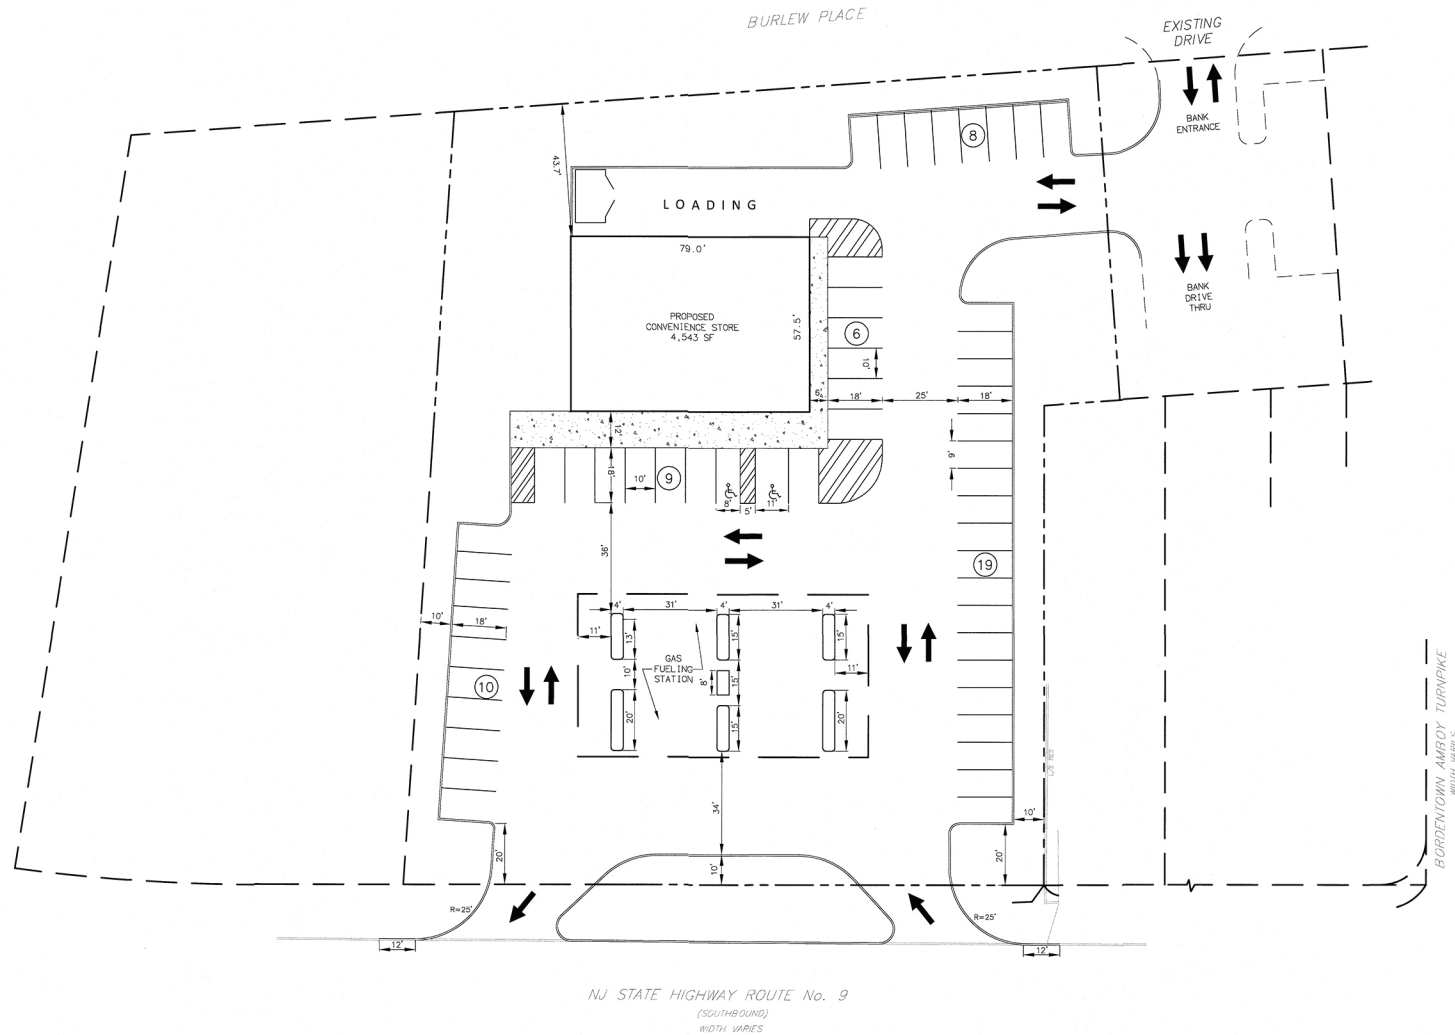 BURLEW PLACE
EXISTING
DRIVE
BANK
ENTRANCE
8
43.7'
LOADING
79.0'
PROPOSED
CONVENIENCE STORE
4,543 SF
57.5'
6
10'
BANK
DRIVE
THRU
6'
18'
25'
18'
12'
9'
18'
10'
9
8'
5'
11'
36'
19
4'
31'
4'
31'
4'
10'
18'
11'
13'
15'
15'
GAS
FUELING
STATION
10'
8'
15'
11'
10
20'
15'
20'
C/B TIES
BORDENTOWN AMBOY TURNPIKE
WIDTH VARIES
34'
10'
20'
10'
20'
R=25'
R=25'
12'
12'
NJ STATE HIGHWAY ROUTE No. 9
(SOUTHBOUND)
WIDTH VARIES